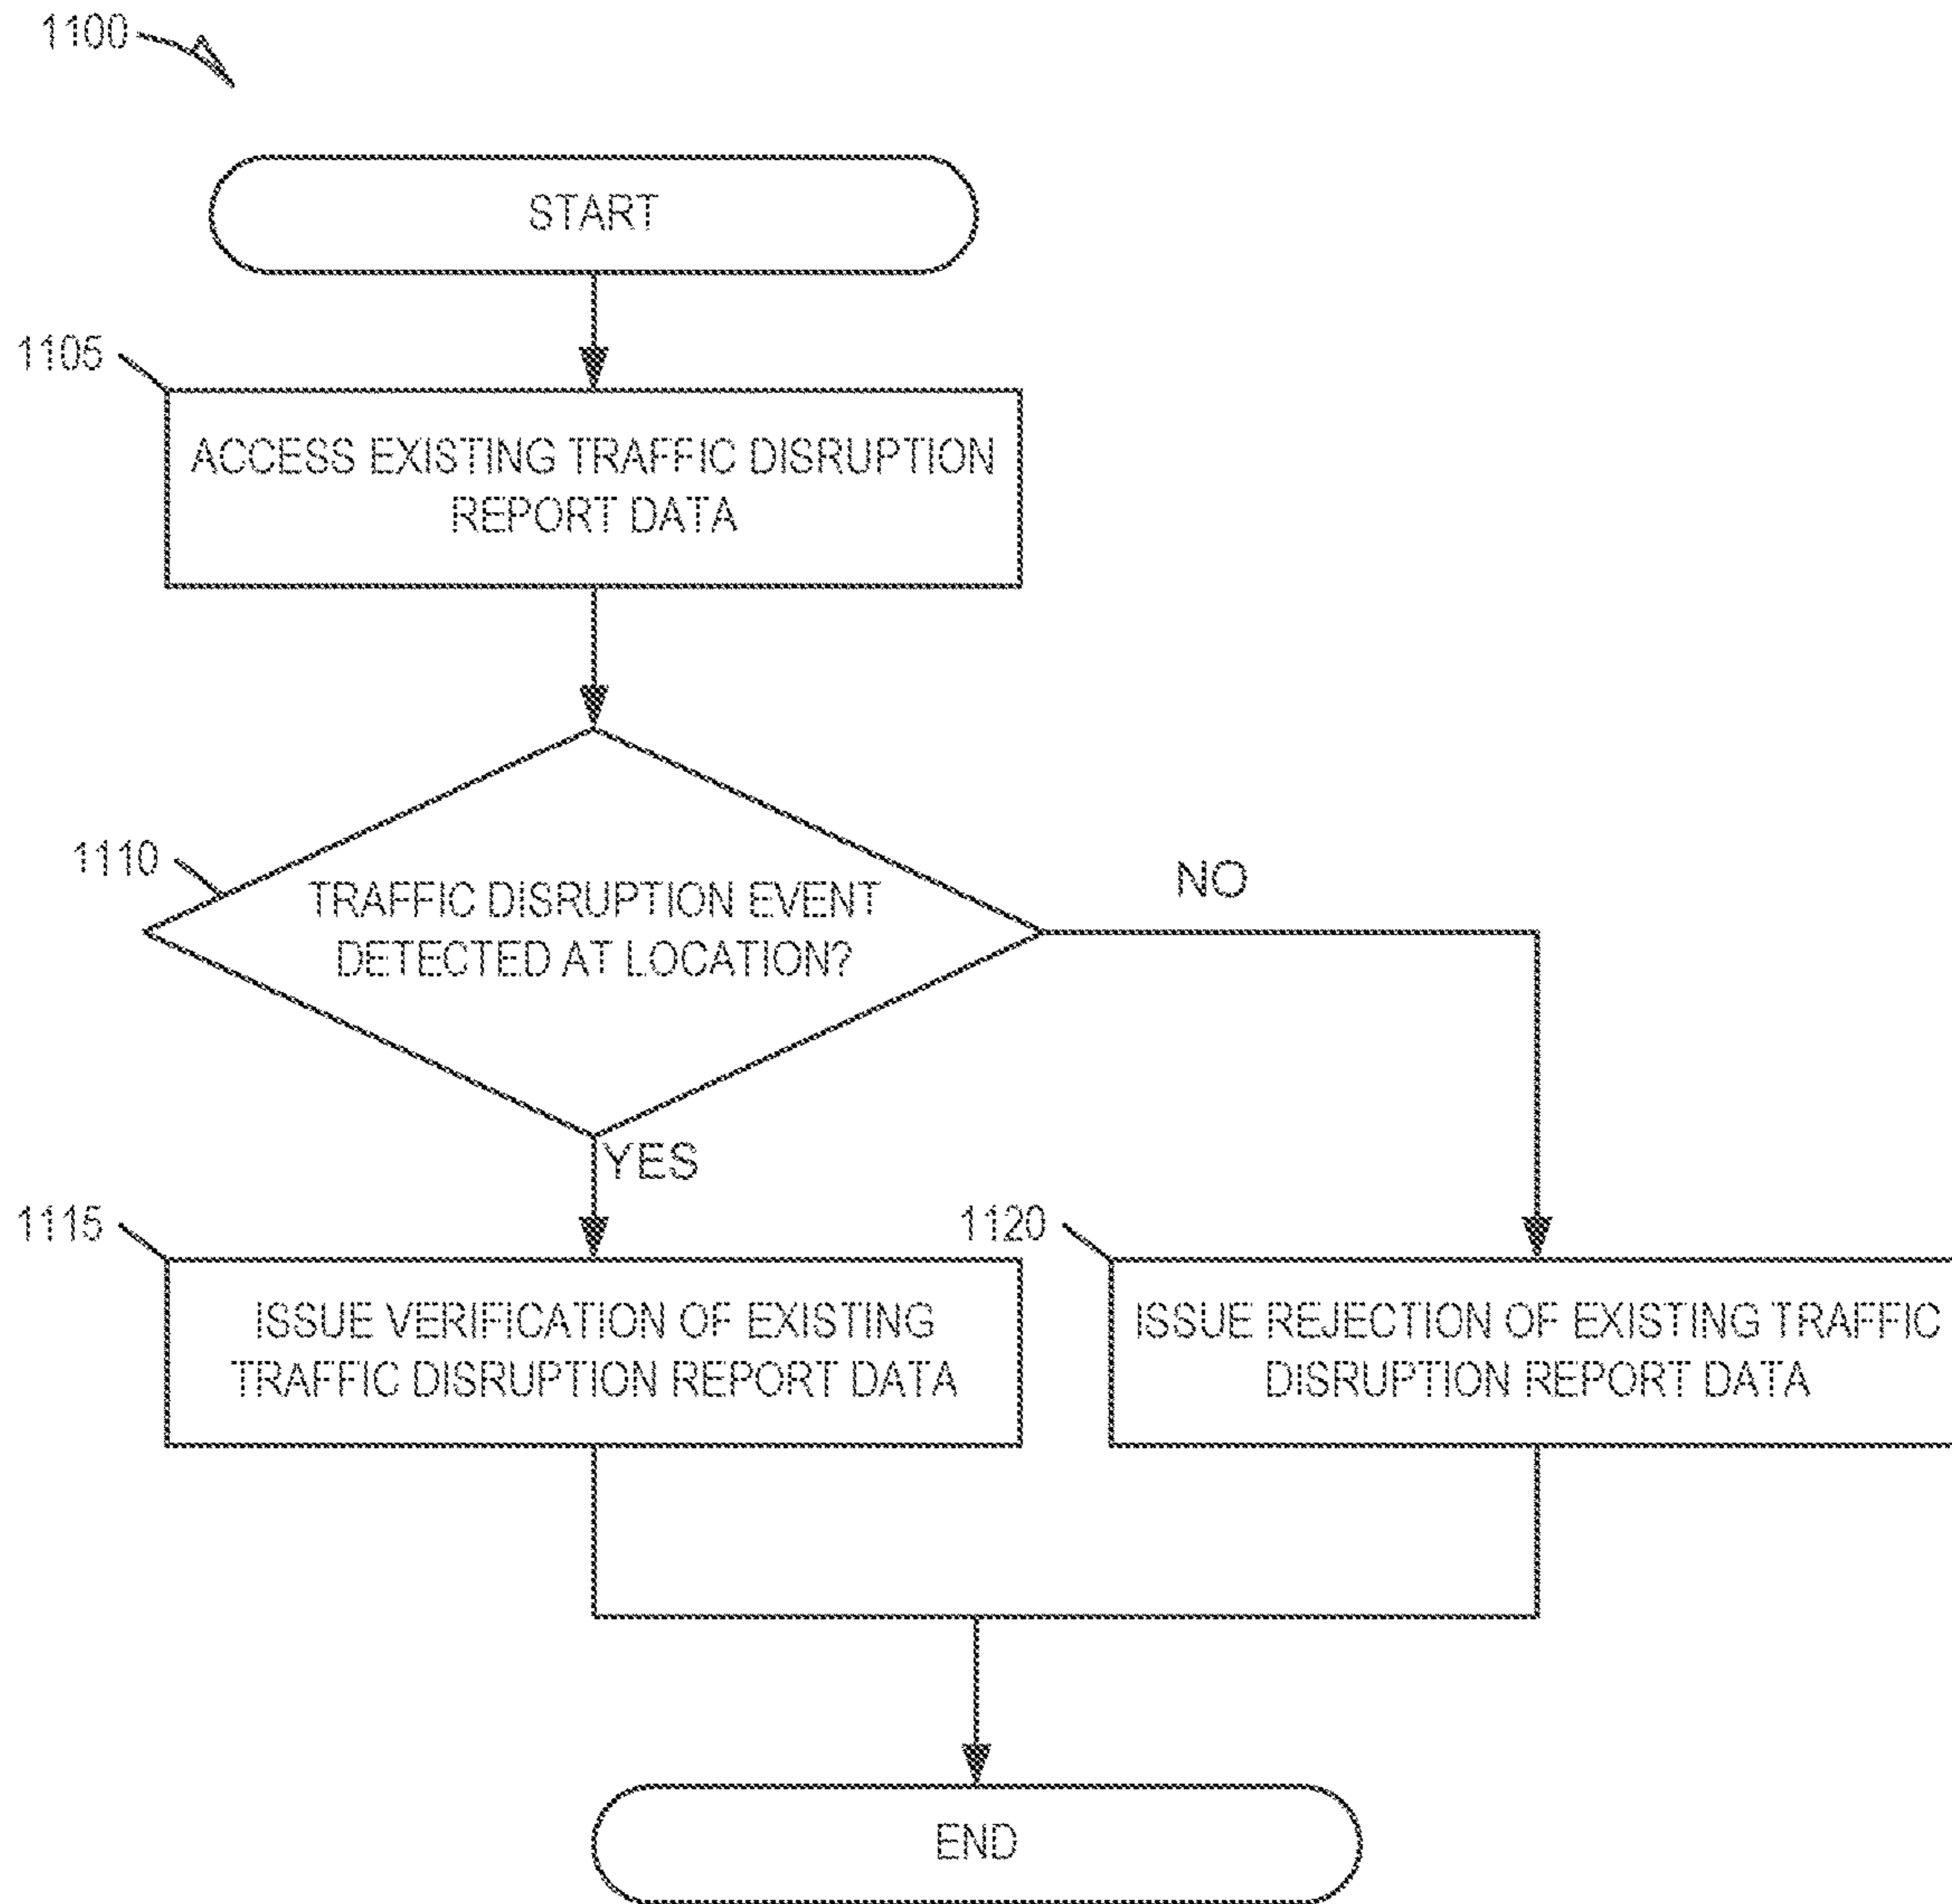 1100
START
1105
ACCESS EXISTING TRAFFIC DISRUPTION
REPORT DATA
1110
TRAFFIC DISRUPTION EVENT
DETECTED AT LOCATION?
NO
YES
1115
ISSUE VERIFICATION OF EXISTING
TRAFFIC DISRUPTION REPORT DATA
1120
ISSUE REJECTION OF EXISTING TRAFFIC
DISRUPTION REPORT DATA
END